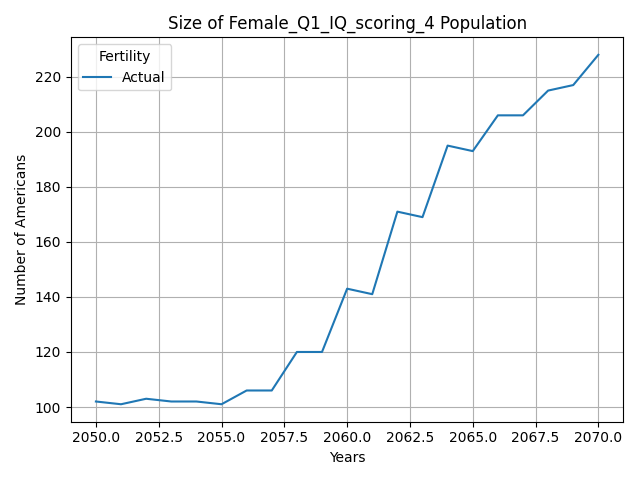 Size of Female_Q1_IQ_scoring_4 Population
Fertility
Actual
Number of Americans
220
200
180
160
140
120
100
2050.0 2052.5 2055.0 2057.5 2060.0 2062.5 2065.0 2067.5 2070.0
Years